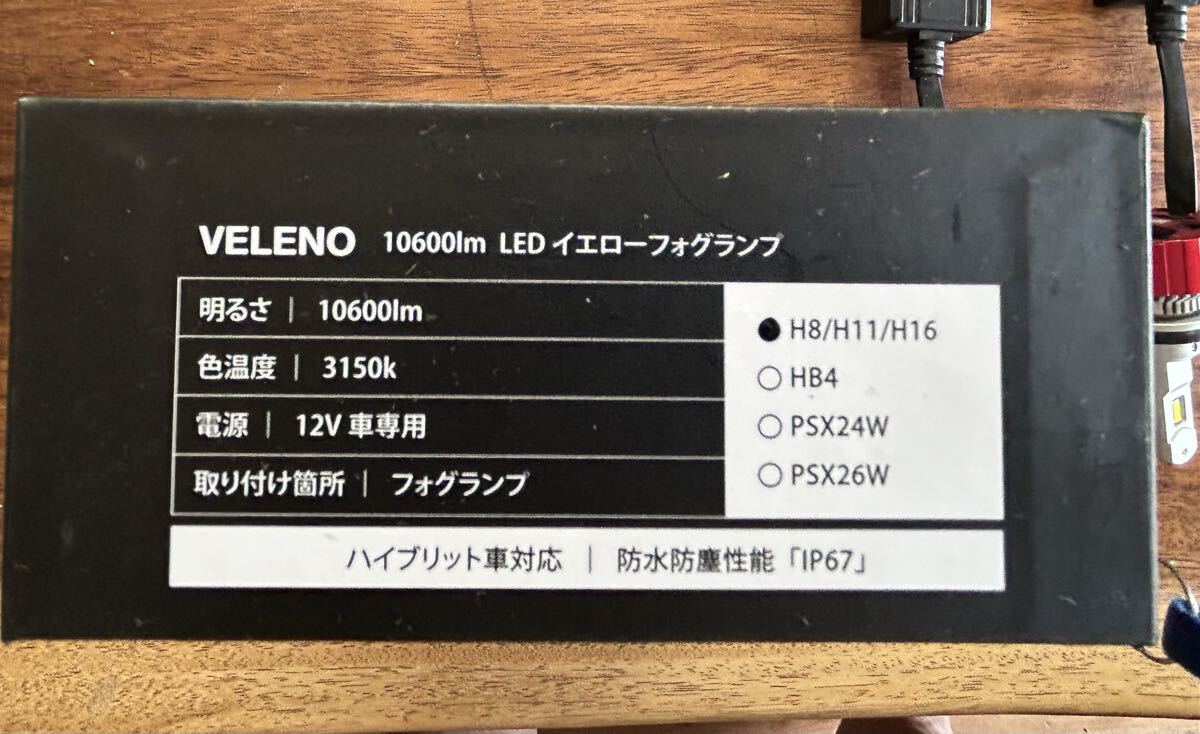 VELENO 10600lm LED イエローフォグランプ
明るさ | 10600lm
色温度 | 3150k
電源 | 12V 車専用
取り付け箇所 | フォグランプ
● H8/H11/H16
○ HB4
○ PSX24W
○ PSX26W
ハイブリット車対応 | 防水防塵性能「IP67」